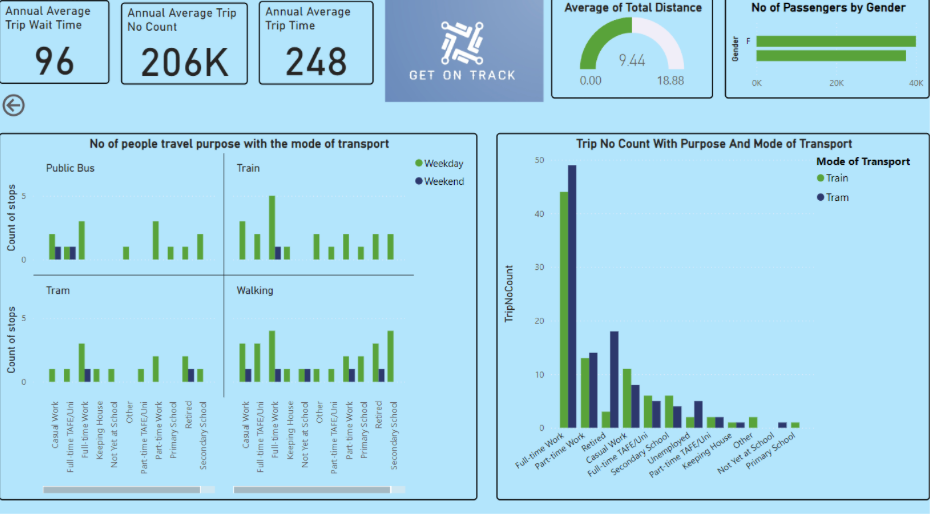 Annual Average
Trip Wait Time
96
Annual Average Trip
No Count
206K
Annual Average
Trip Time
248
GET ON TRACK
Average of Total Distance
9.44
0.00
18.88
No of Passengers by Gender
Gender
F
0K
20K
40K
No of people travel purpose with the mode of transport
Public Bus
Train
Weekday
Weekend
Count of stops
5
0
Tram
Walking
Count of stops
5
0
Casual Work
Full-time TAFE/Uni
Full-time Work
Keeping House
Not Yet at School
Other
Part-time TAFE/Uni
Part-time Work
Primary School
Retired
Secondary School
Casual Work
Full-time TAFE/Uni
Full-time Work
Keeping House
Not Yet at School
Other
Part-time TAFE/Uni
Part-time Work
Primary School
Retired
Secondary School
Trip No Count With Purpose And Mode of Transport
Mode of Transport
Train
Tram
TripNoCount
50
40
30
20
10
0
Full-time Work
Part-time Work
Retired
Casual Work
Full-time TAFE/Uni
Secondary School
Unemployed
Part-time TAFE/Uni
Keeping House
Other
Not Yet at School
Primary School